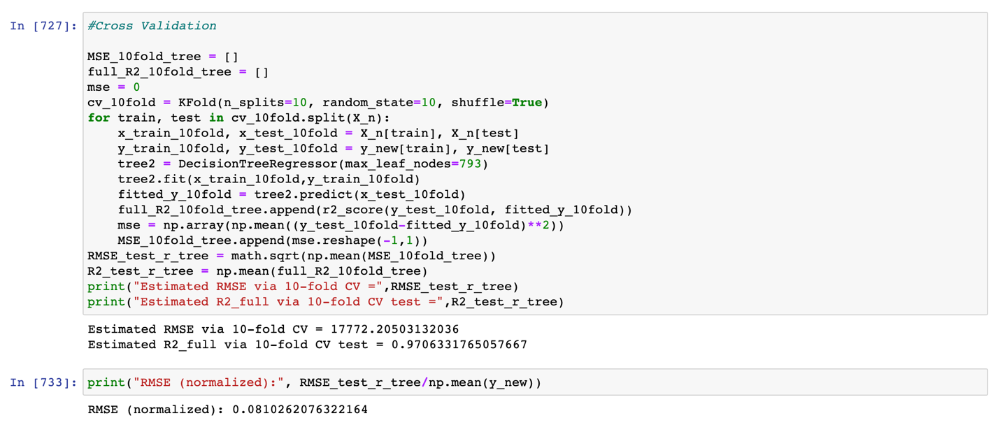 In [727]: #Cross Validation
MSE_10fold_tree = []
full_R2_10fold_tree = []
mse = 0
cv_10fold = KFold(n_splits=10, random_state=10, shuffle=True)
for train, test in cv_10fold.split(X_n):
    x_train_10fold, x_test_10fold = X_n[train], X_n[test]
    y_train_10fold, y_test_10fold = y_new[train], y_new[test]
    tree2 = DecisionTreeRegressor(max_leaf_nodes=793)
    tree2.fit(x_train_10fold,y_train_10fold)
    fitted_y_10fold = tree2.predict(x_test_10fold)
    full_R2_10fold_tree.append(r2_score(y_test_10fold, fitted_y_10fold))
    mse = np.array(np.mean((y_test_10fold-fitted_y_10fold)**2))
    MSE_10fold_tree.append(mse.reshape(-1,1))
RMSE_test_r_tree = math.sqrt(np.mean(MSE_10fold_tree))
R2_test_r_tree = np.mean(full_R2_10fold_tree)
print("Estimated RMSE via 10-fold CV =",RMSE_test_r_tree)
print("Estimated R2_full via 10-fold CV test =",R2_test_r_tree)
Estimated RMSE via 10-fold CV = 17772.20503132036
Estimated R2_full via 10-fold CV test = 0.9706331765057667
In [733]: print("RMSE (normalized):", RMSE_test_r_tree/np.mean(y_new))
RMSE (normalized): 0.0810262076322164